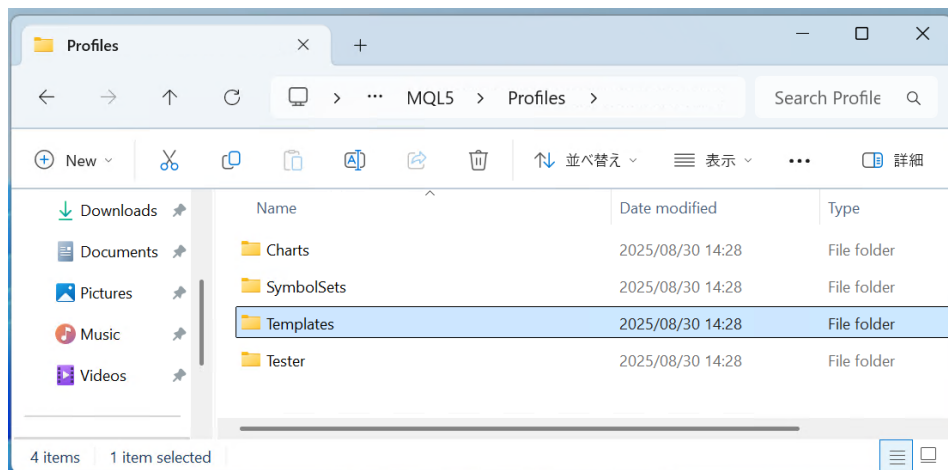 Profiles
MQL5 Profiles Search Profile
New 並べ替え 表示 詳細
Downloads
Documents
Pictures
Music
Videos
Name Date modified Type
Charts 2025/08/30 14:28 File folder
SymbolSets 2025/08/30 14:28 File folder
Templates 2025/08/30 14:28 File folder
Tester 2025/08/30 14:28 File folder
4 items 1 item selected